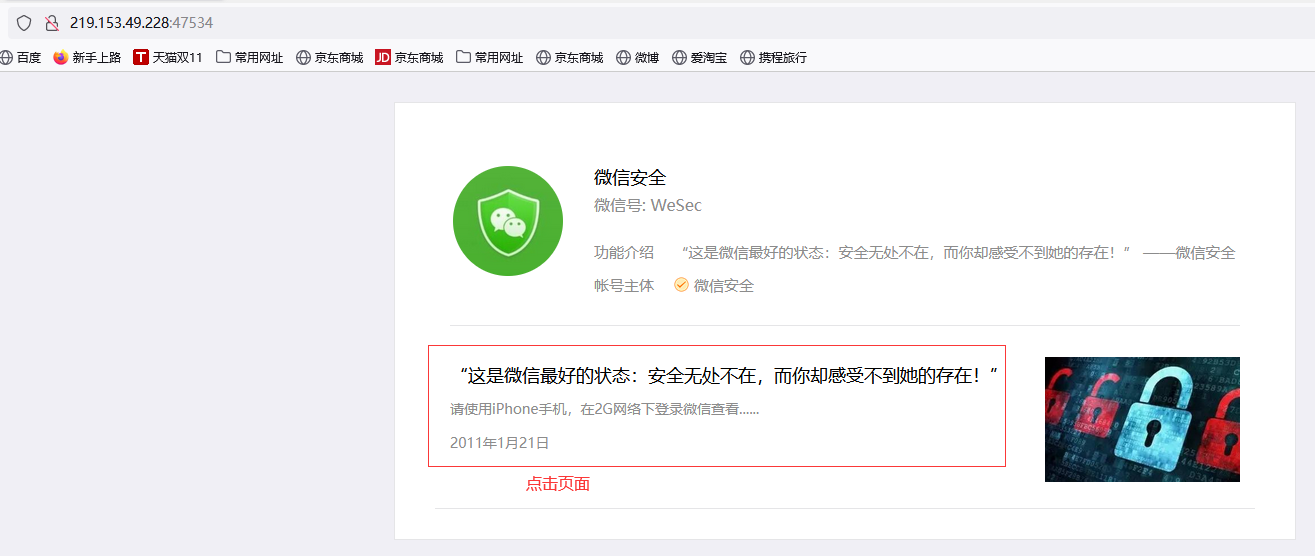 219.153.49.228:47534
百度 新手上路 天猫双11 常用网址 京东商城 JD 京东商城 常用网址 京东商城 微博 爱淘宝 携程旅行
微信安全
微信号: WeSec
功能介绍 “这是微信最好的状态：安全无处不在，而你却感受不到她的存在！” ——微信安全
帐号主体 微信安全
“这是微信最好的状态：安全无处不在，而你却感受不到她的存在！”
请使用iPhone手机，在2G网络下登录微信查看......
2011年1月21日
点击页面